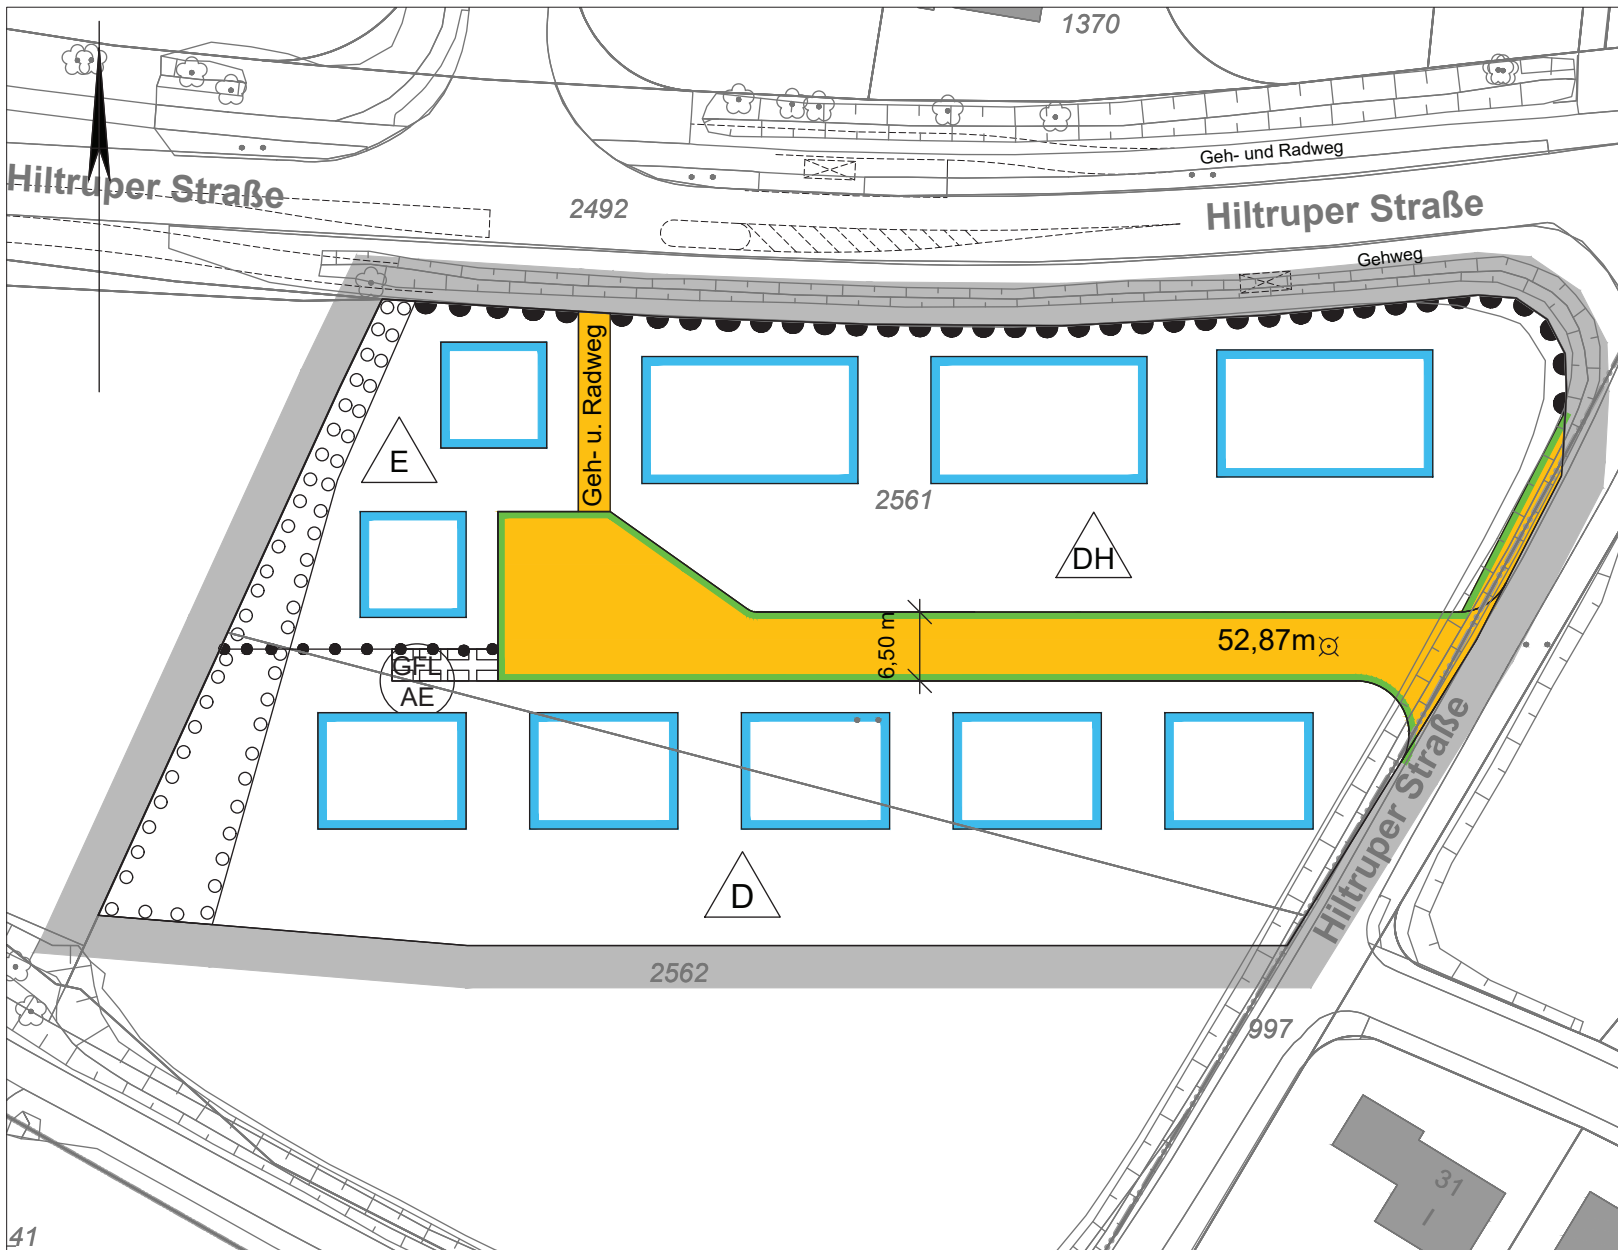 1370
Geh- und Radweg
Hiltruper Straße
2492
Hiltruper Straße
Gehweg
Geh- u. Radweg
E
2561
DH
6,50 m
52,87m
GFL
AE
D
Hiltruper Straße
2562
997
31
I
41